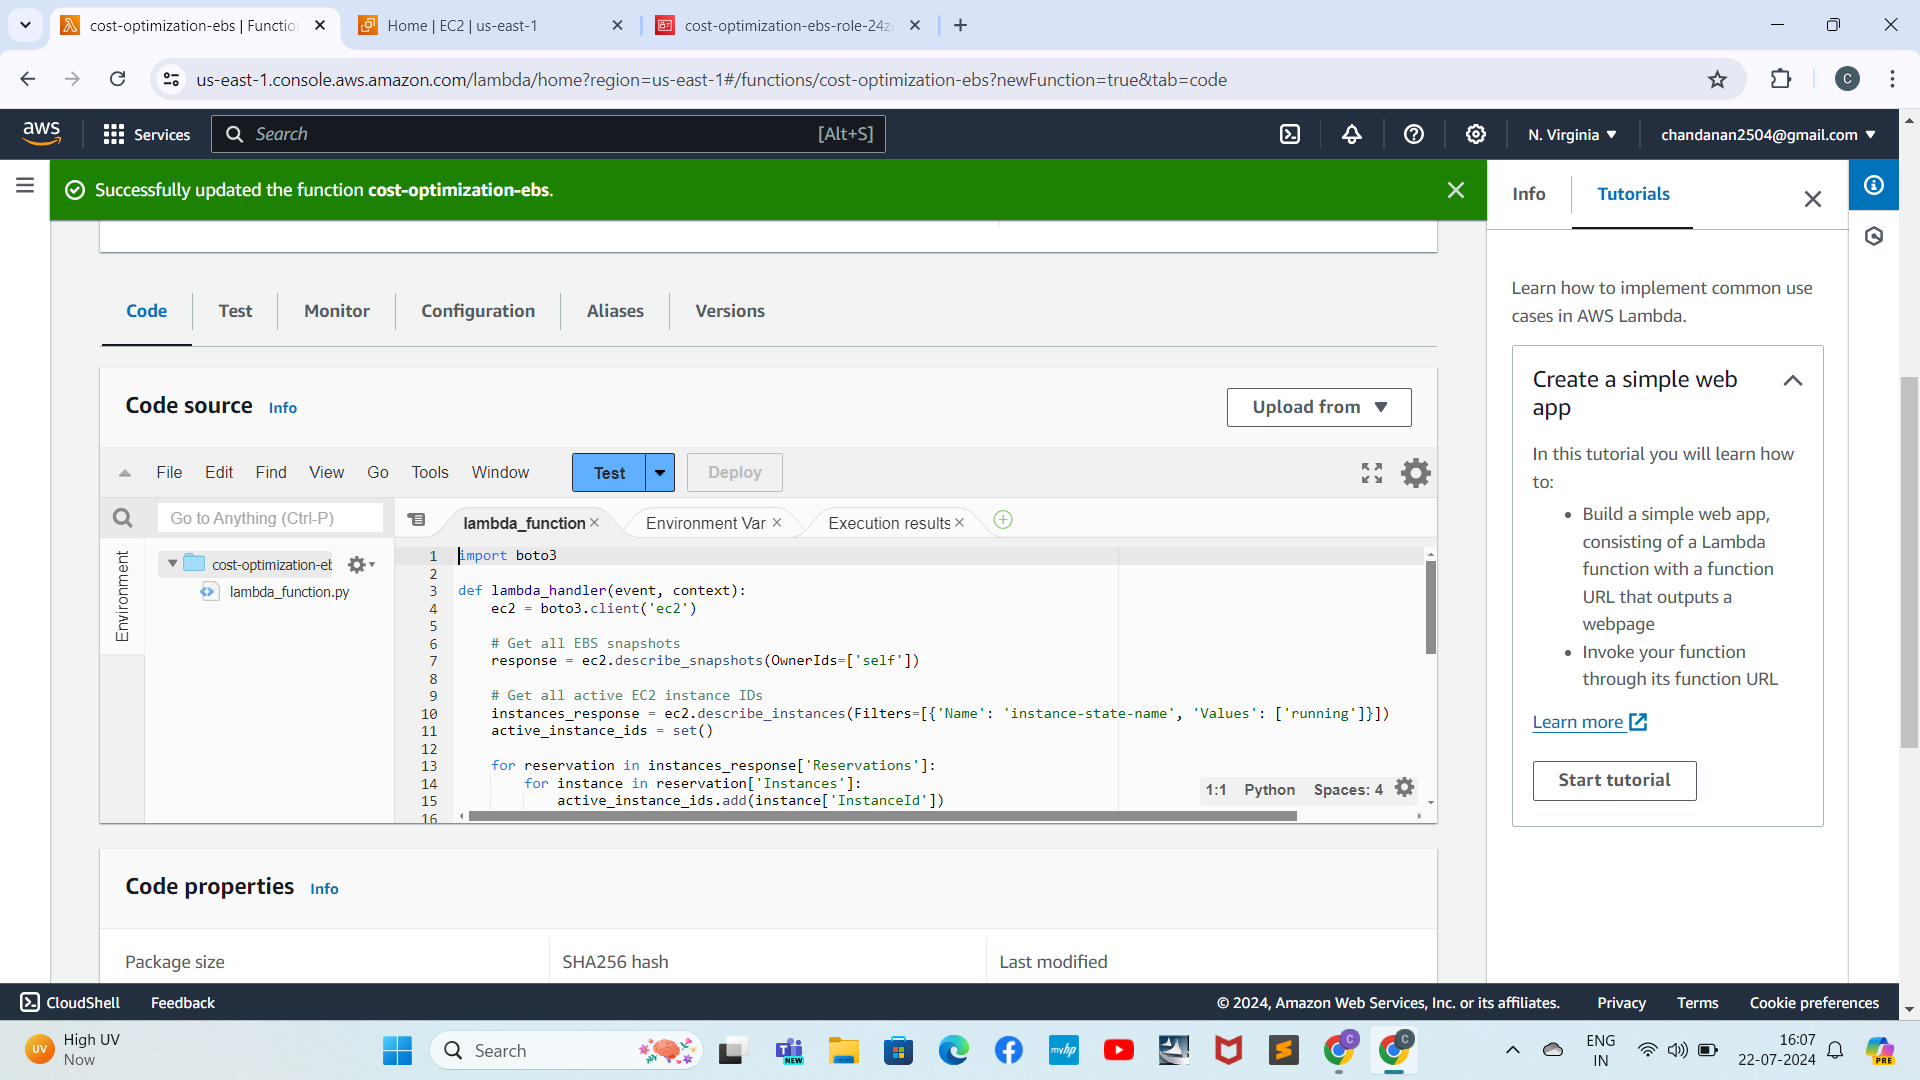 cost-optimization-ebs | Functio
Home | EC2 | us-east-1
cost-optimization-ebs-role-24z
us-east-1.console.aws.amazon.com/lambda/home?region=us-east-1#/functions/cost-optimization-ebs?newFunction=true&tab=code
C
aws
Services
Search
[Alt+S]
N. Virginia
chandanan2504@gmail.com
Successfully updated the function cost-optimization-ebs.
Info
Tutorials
Code
Test
Monitor
Configuration
Aliases
Versions
Learn how to implement common use
cases in AWS Lambda.
Code source Info
Upload from
Create a simple web
app
In this tutorial you will learn how
to:
• Build a simple web app,
consisting of a Lambda
function with a function
URL that outputs a
webpage
• Invoke your function
through its function URL
Learn more
Start tutorial
File Edit Find View Go Tools Window
Test
Deploy
Go to Anything (Ctrl-P)
lambda_function
Environment Var
Execution results
Environment
cost-optimization-eb
lambda_function.py
1 import boto3
2
3 def lambda_handler(event, context):
4     ec2 = boto3.client('ec2')
5
6     # Get all EBS snapshots
7     response = ec2.describe_snapshots(OwnerIds=['self'])
8
9     # Get all active EC2 instance IDs
10     instances_response = ec2.describe_instances(Filters=[{'Name': 'instance-state-name', 'Values': ['running']}])
11     active_instance_ids = set()
12
13     for reservation in instances_response['Reservations']:
14         for instance in reservation['Instances']:
15             active_instance_ids.add(instance['InstanceId'])
16
1:1 Python Spaces: 4
Code properties Info
Package size
SHA256 hash
Last modified
CloudShell
Feedback
© 2024, Amazon Web Services, Inc. or its affiliates.
Privacy
Terms
Cookie preferences
UV
High UV
Now
Search
NEW
myhp
C
C
ENG
IN
16:07
22-07-2024
PRE